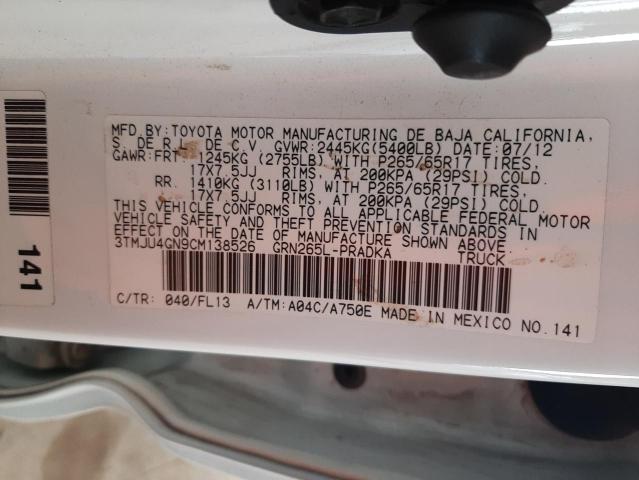 MFD.BY:TOYOTA MOTOR MANUFACTURING DE BAJA CALIFORNIA,
S. DE R.L. DE C.V. GVWR:2445KG(5400LB) DATE:07/12
GAWR:FRT. 1245KG (2755LB) WITH P265/65R17 TIRES,
17X7.5JJ RIMS, AT 200KPA (29PSI) COLD.
RR. 1410KG (3110LB) WITH P265/65R17 TIRES,
17X7.5JJ RIMS, AT 200KPA (29PSI) COLD.
THIS VEHICLE CONFORMS TO ALL APPLICABLE FEDERAL MOTOR
VEHICLE SAFETY AND THEFT PREVENTION STANDARDS IN
EFFECT ON THE DATE OF MANUFACTURE SHOWN ABOVE.
3TMJU4GN9CM138526 GRN265L-PRADKA TRUCK
C/TR: 040/FL13 A/TM:A04C/A750E MADE IN MEXICO NO.141
141